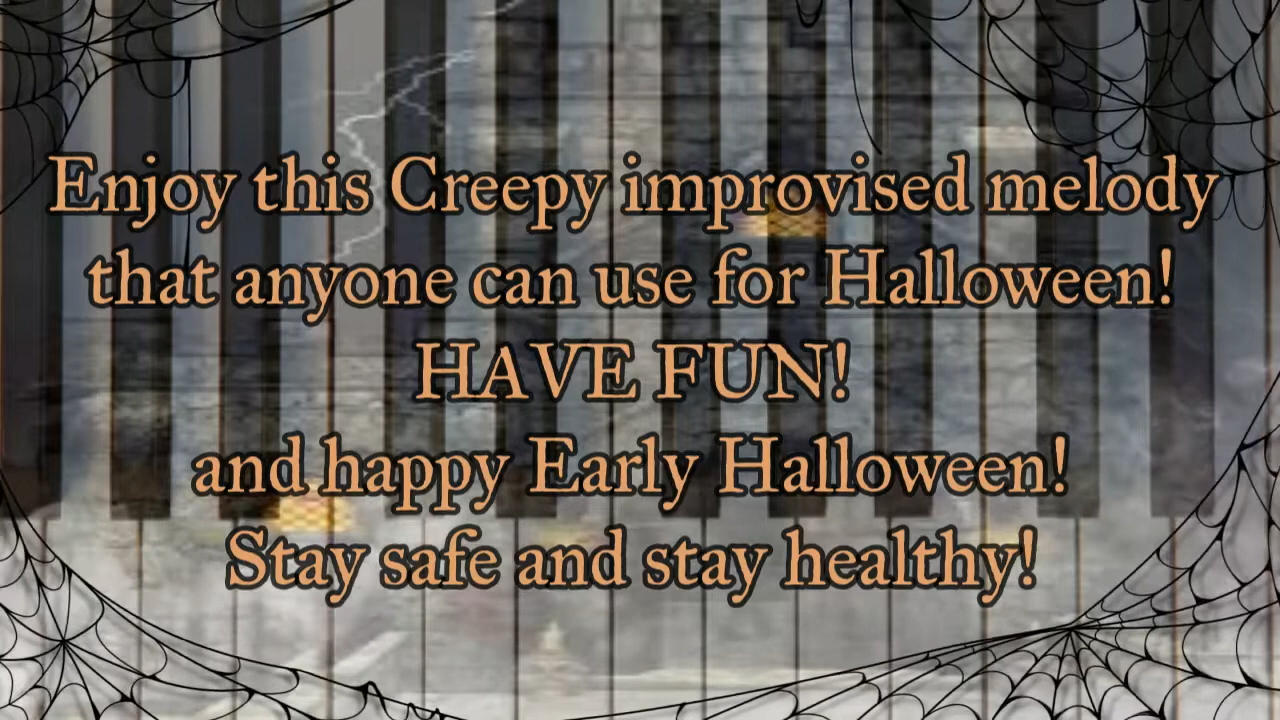 Enjoy this Creepy improvised melody
that anyone can use for Halloween!
HAVE FUN!
and happy Early Halloween!
Stay safe and stay healthy!